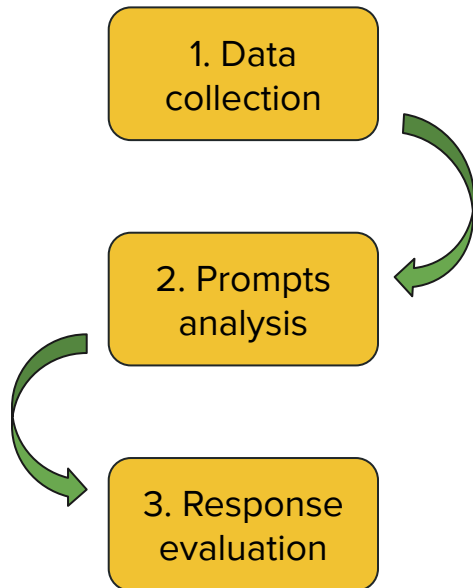 1. Data
collection
2. Prompts
analysis
3. Response
evaluation